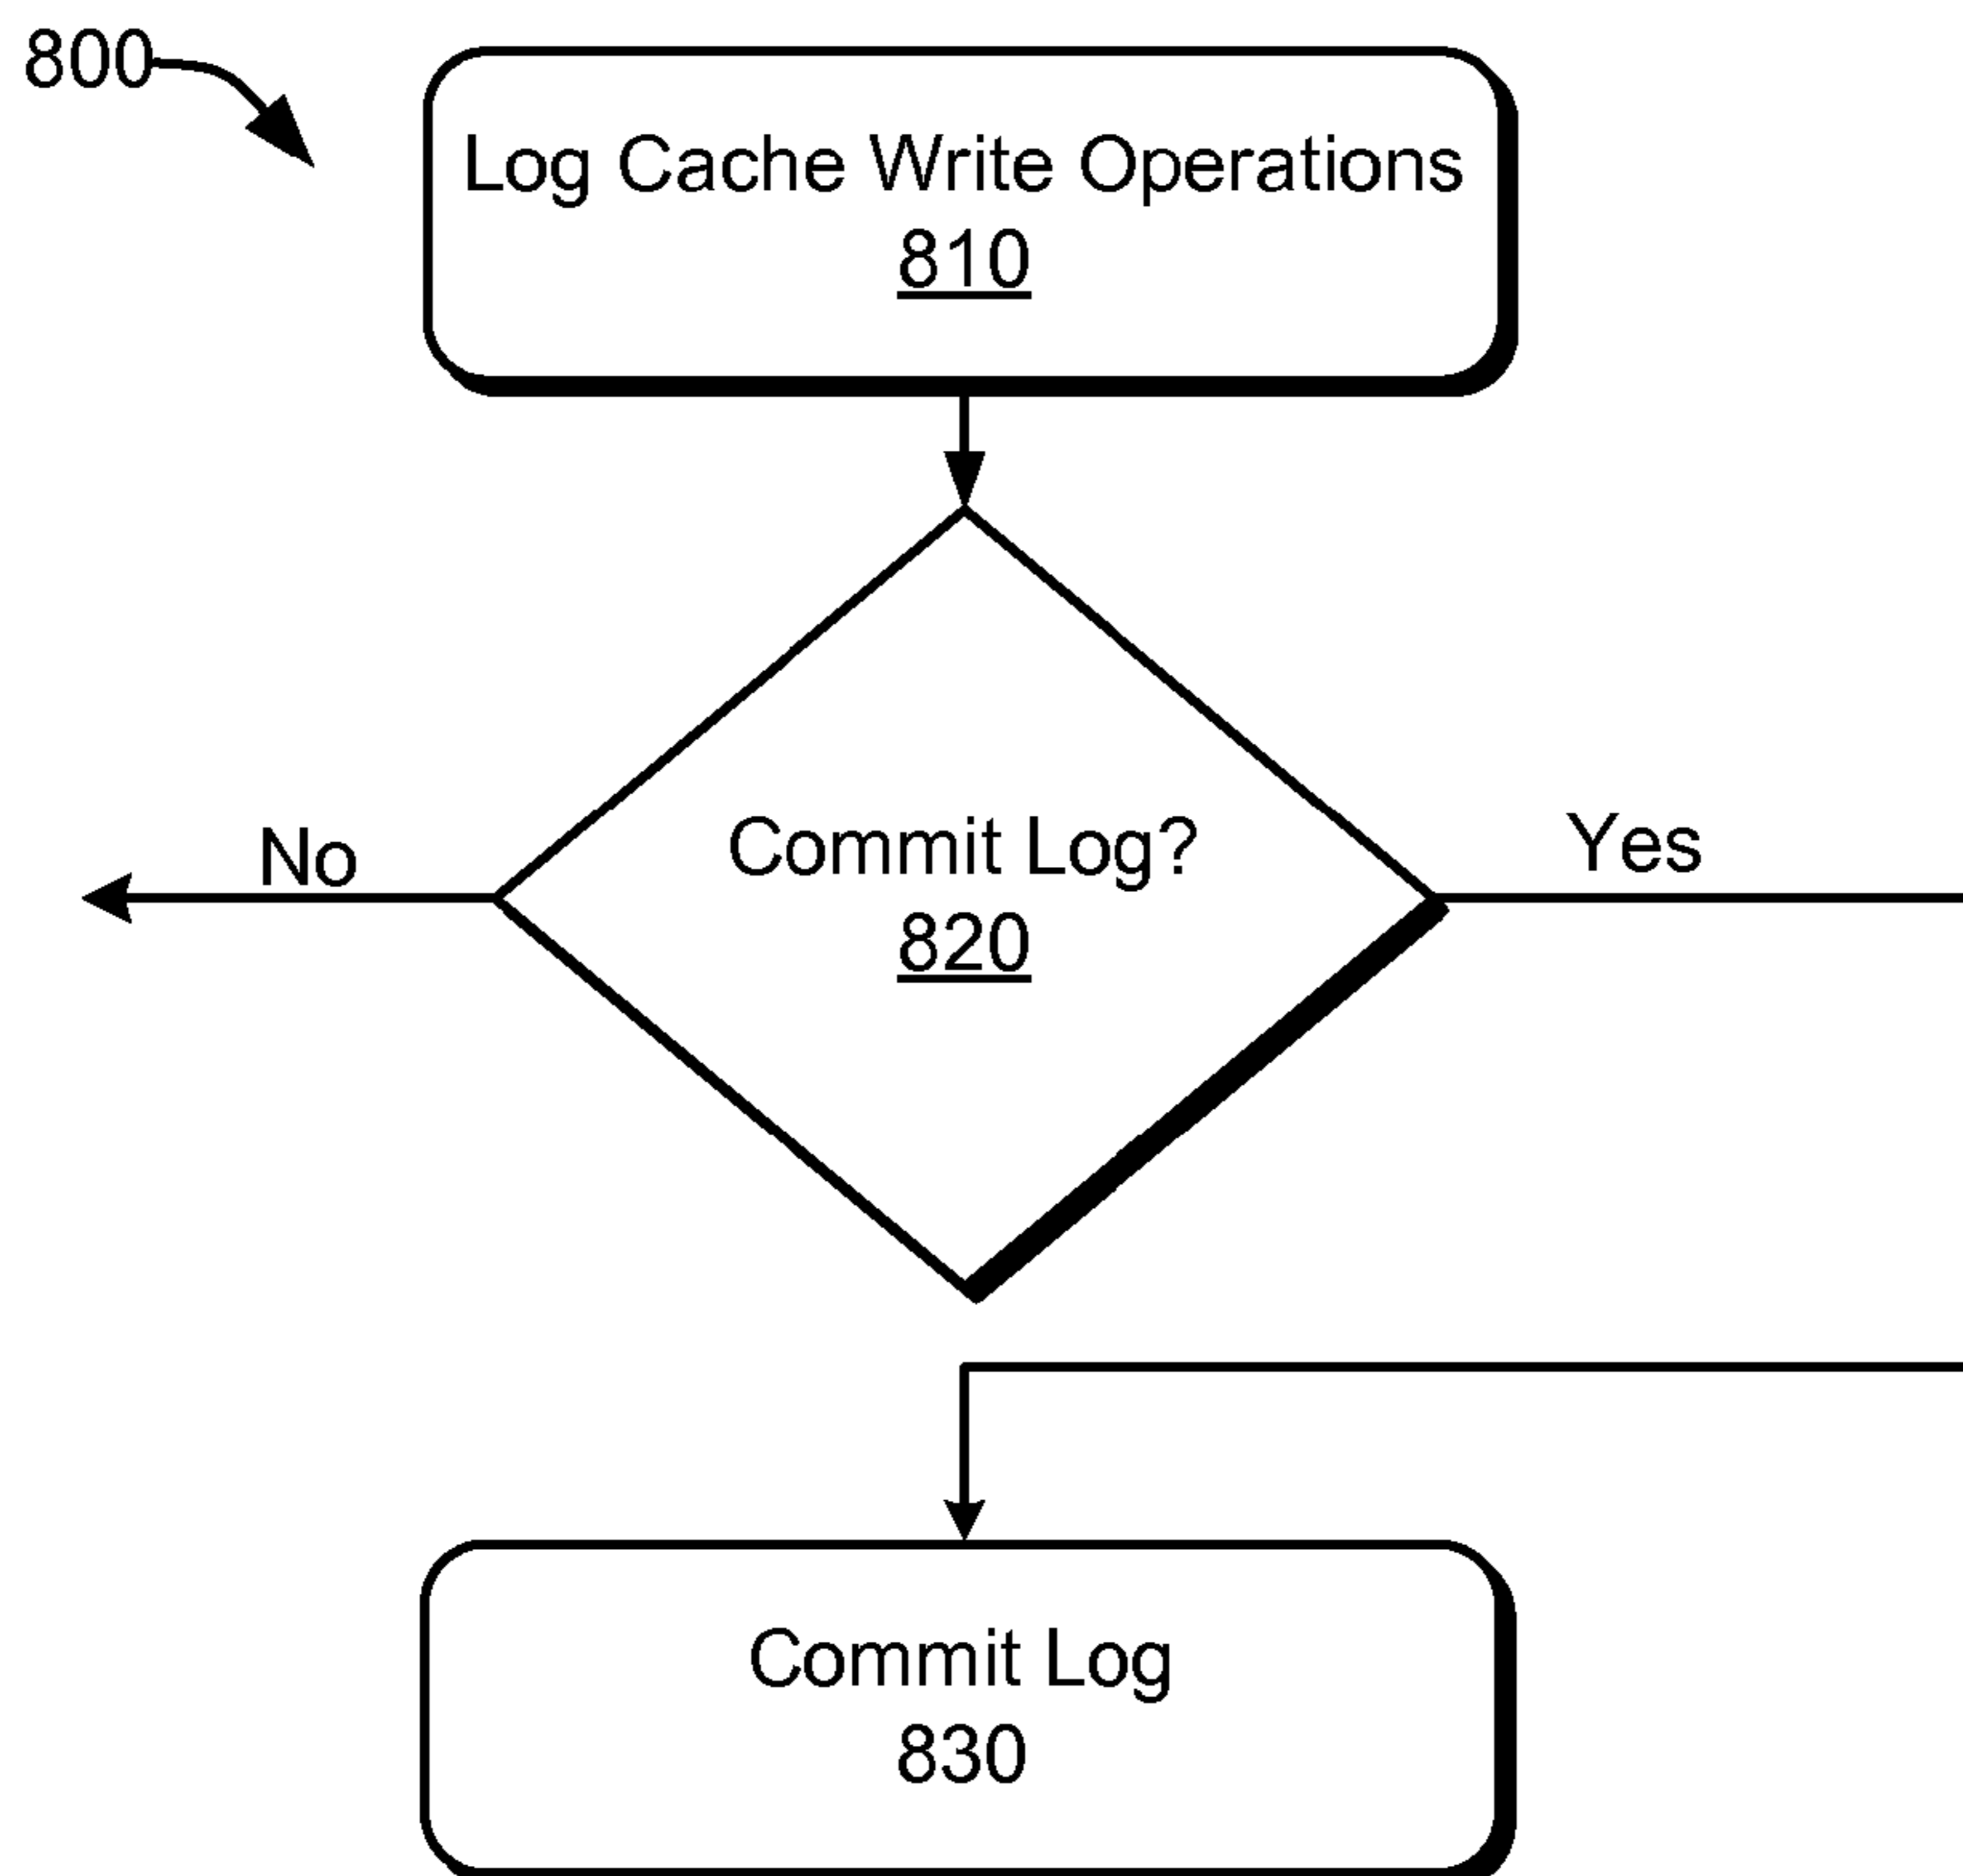 800
Log Cache Write Operations
810
Commit Log?
820
No
Yes
Commit Log
830